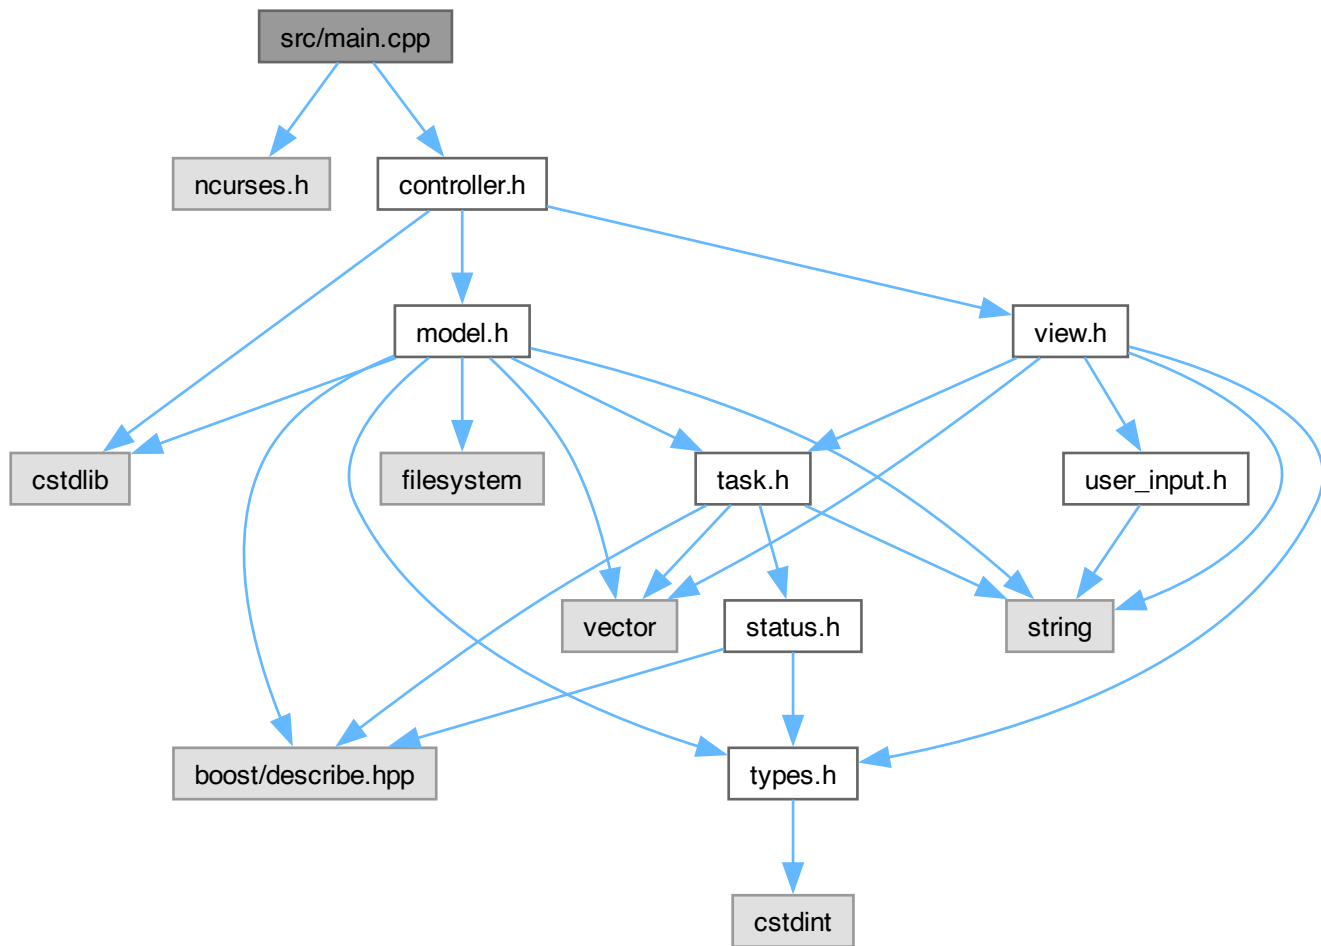 src/main.cpp
ncurses.h
controller.h
model.h
view.h
cstdlib
filesystem
task.h
user_input.h
vector
status.h
string
boost/describe.hpp
types.h
cstdint